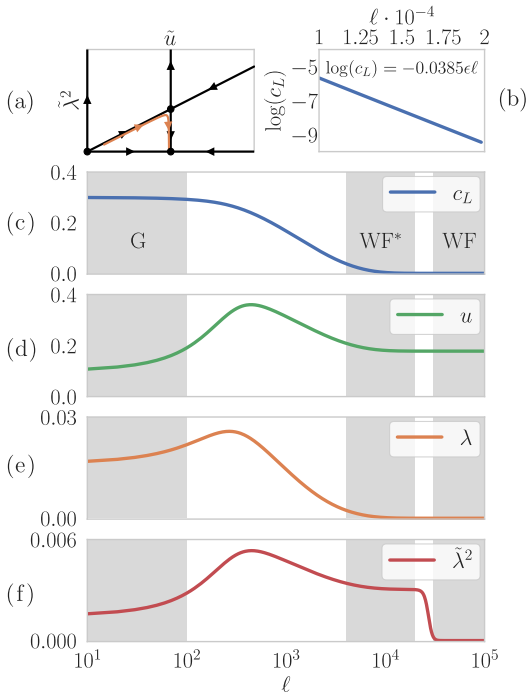 ũ
λ̃²
(a)
ℓ · 10⁻⁴
1 1.25 1.5 1.75 2
log(c_L)
−5
−7
−9
log(c_L) = −0.0385ϵℓ
(b)
(c)
0.4
0.2
0.0
G
WF*
WF
c_L
(d)
0.4
0.2
0.0
u
(e)
0.03
0.00
λ
(f)
0.006
0.000
λ̃²
10¹ 10² 10³ 10⁴ 10⁵
ℓ